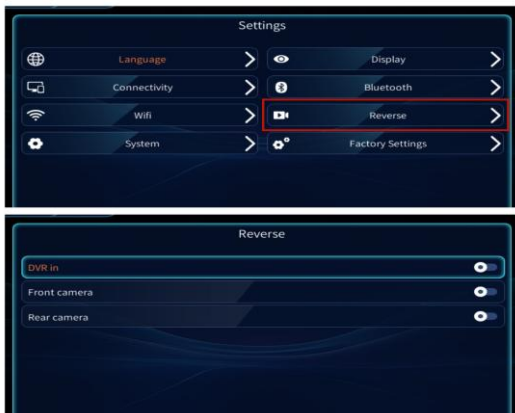 Settings
Language
Display
Connectivity
Bluetooth
Wifi
Reverse
System
Factory Settings
Reverse
DVR in
Front camera
Rear camera